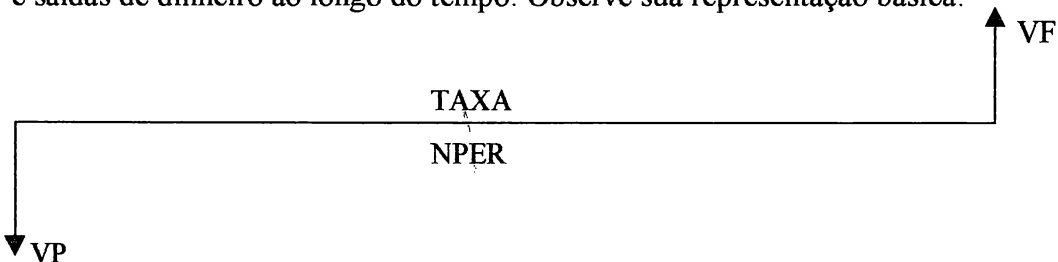 e saídas de dinheiro ao longo do tempo. Observe sua representação básica:
VF
TAXA
NPER
VP